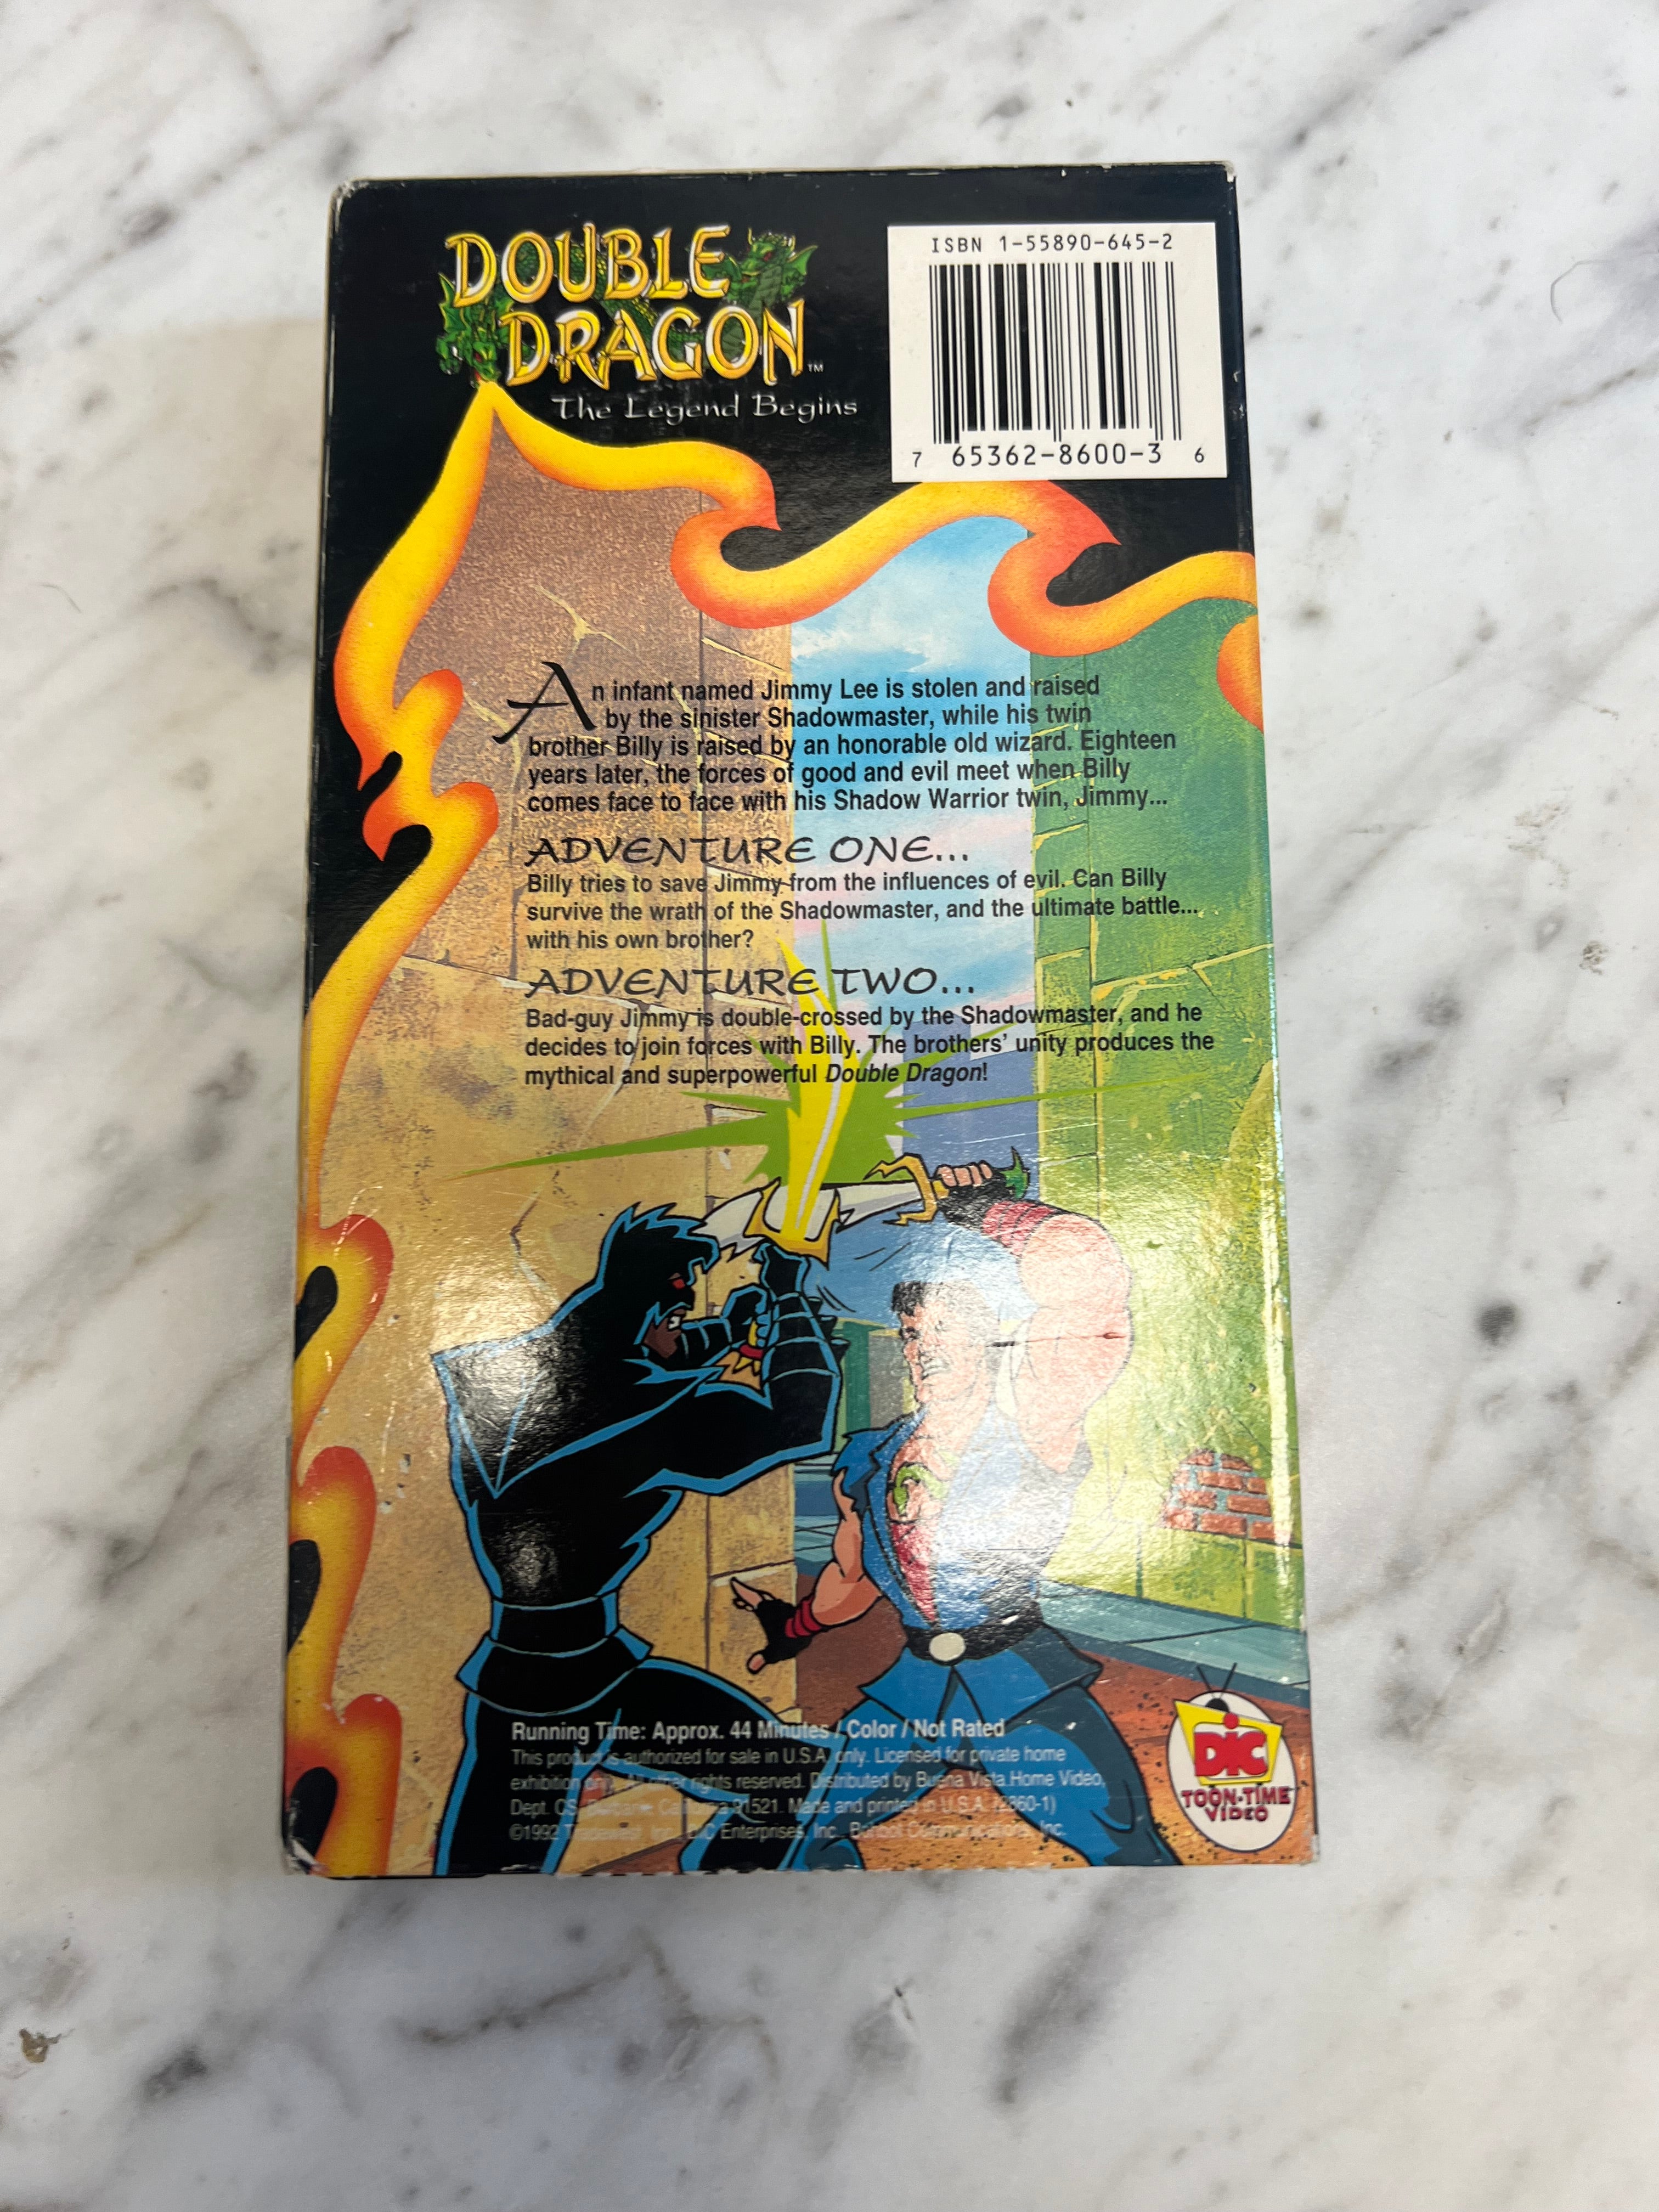 DOUBLE
DRAGON™
The Legend Begins
ISBN 1-55890-645-2
7 65362-8600-3 6
An infant named Jimmy Lee is stolen and raised
by the sinister Shadowmaster, while his twin
brother Billy is raised by an honorable old wizard. Eighteen
years later, the forces of good and evil meet when Billy
comes face to face with his Shadow Warrior twin, Jimmy...
ADVENTURE ONE...
Billy tries to save Jimmy from the influences of evil. Can Billy
survive the wrath of the Shadowmaster, and the ultimate battle...
with his own brother?
ADVENTURE TWO...
Bad-guy Jimmy is double-crossed by the Shadowmaster, and he
decides to join forces with Billy. The brothers' unity produces the
mythical and superpowerful Double Dragon!
Running Time: Approx. 44 Minutes / Color / Not Rated
This product is authorized for sale in U.S.A. only. Licensed for private home
exhibition only. All other rights reserved. Distributed by Buena Vista Home Video,
Dept. CS, Burbank, California 91521. Made and printed in U.S.A.
©1992 Enterprises, Inc., Communications, Inc.
DIC
TOON-TIME
VIDEO